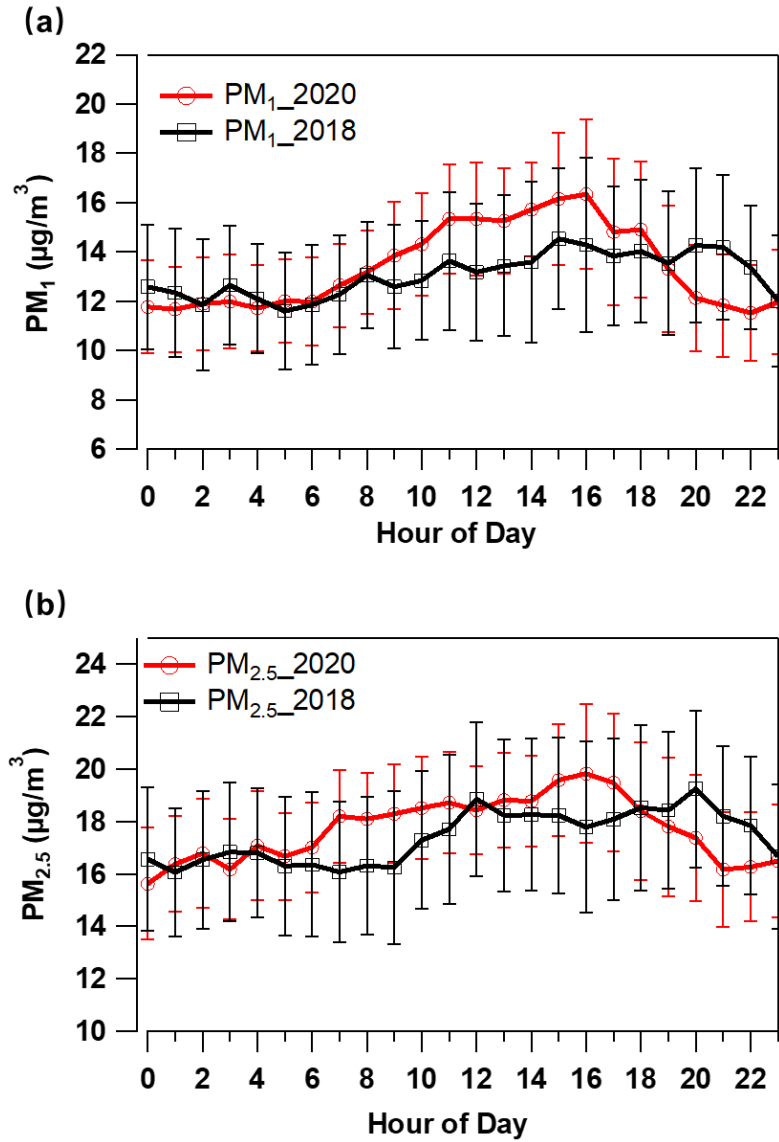 (a)
22
20
18
16
14
12
10
8
6
PM₁ (μg/m³)
PM₁_2020
PM₁_2018
0 2 4 6 8 10 12 14 16 18 20 22
Hour of Day
(b)
24
22
20
18
16
14
12
10
PM₂.₅ (μg/m³)
PM₂.₅_2020
PM₂.₅_2018
0 2 4 6 8 10 12 14 16 18 20 22
Hour of Day